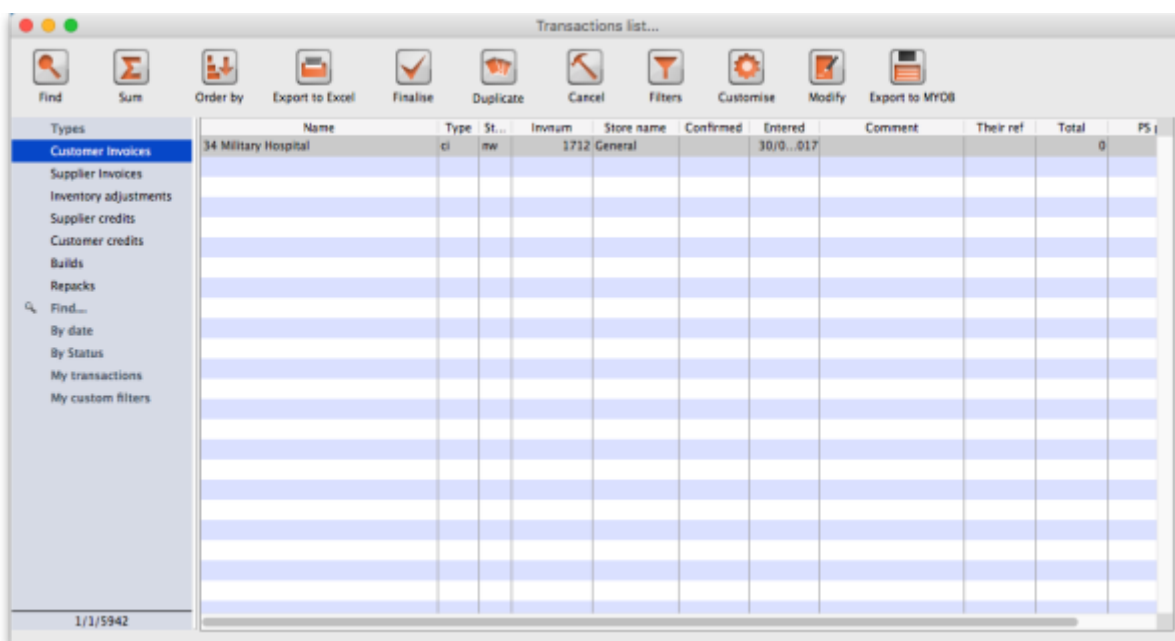 Transactions list...
Find Sum Order by Export to Excel Finalise Duplicate Cancel Filters Customise Modify Export to MYOB
Types
Customer Invoices
Supplier Invoices
Inventory adjustments
Supplier credits
Customer credits
Builds
Repacks
Find...
By date
By Status
My transactions
My custom filters
1/1/5942
Name Type St... Invnum Store name Confirmed Entered Comment Their ref Total PS
34 Military Hospital ci nw 1712 General 30/0...017 0